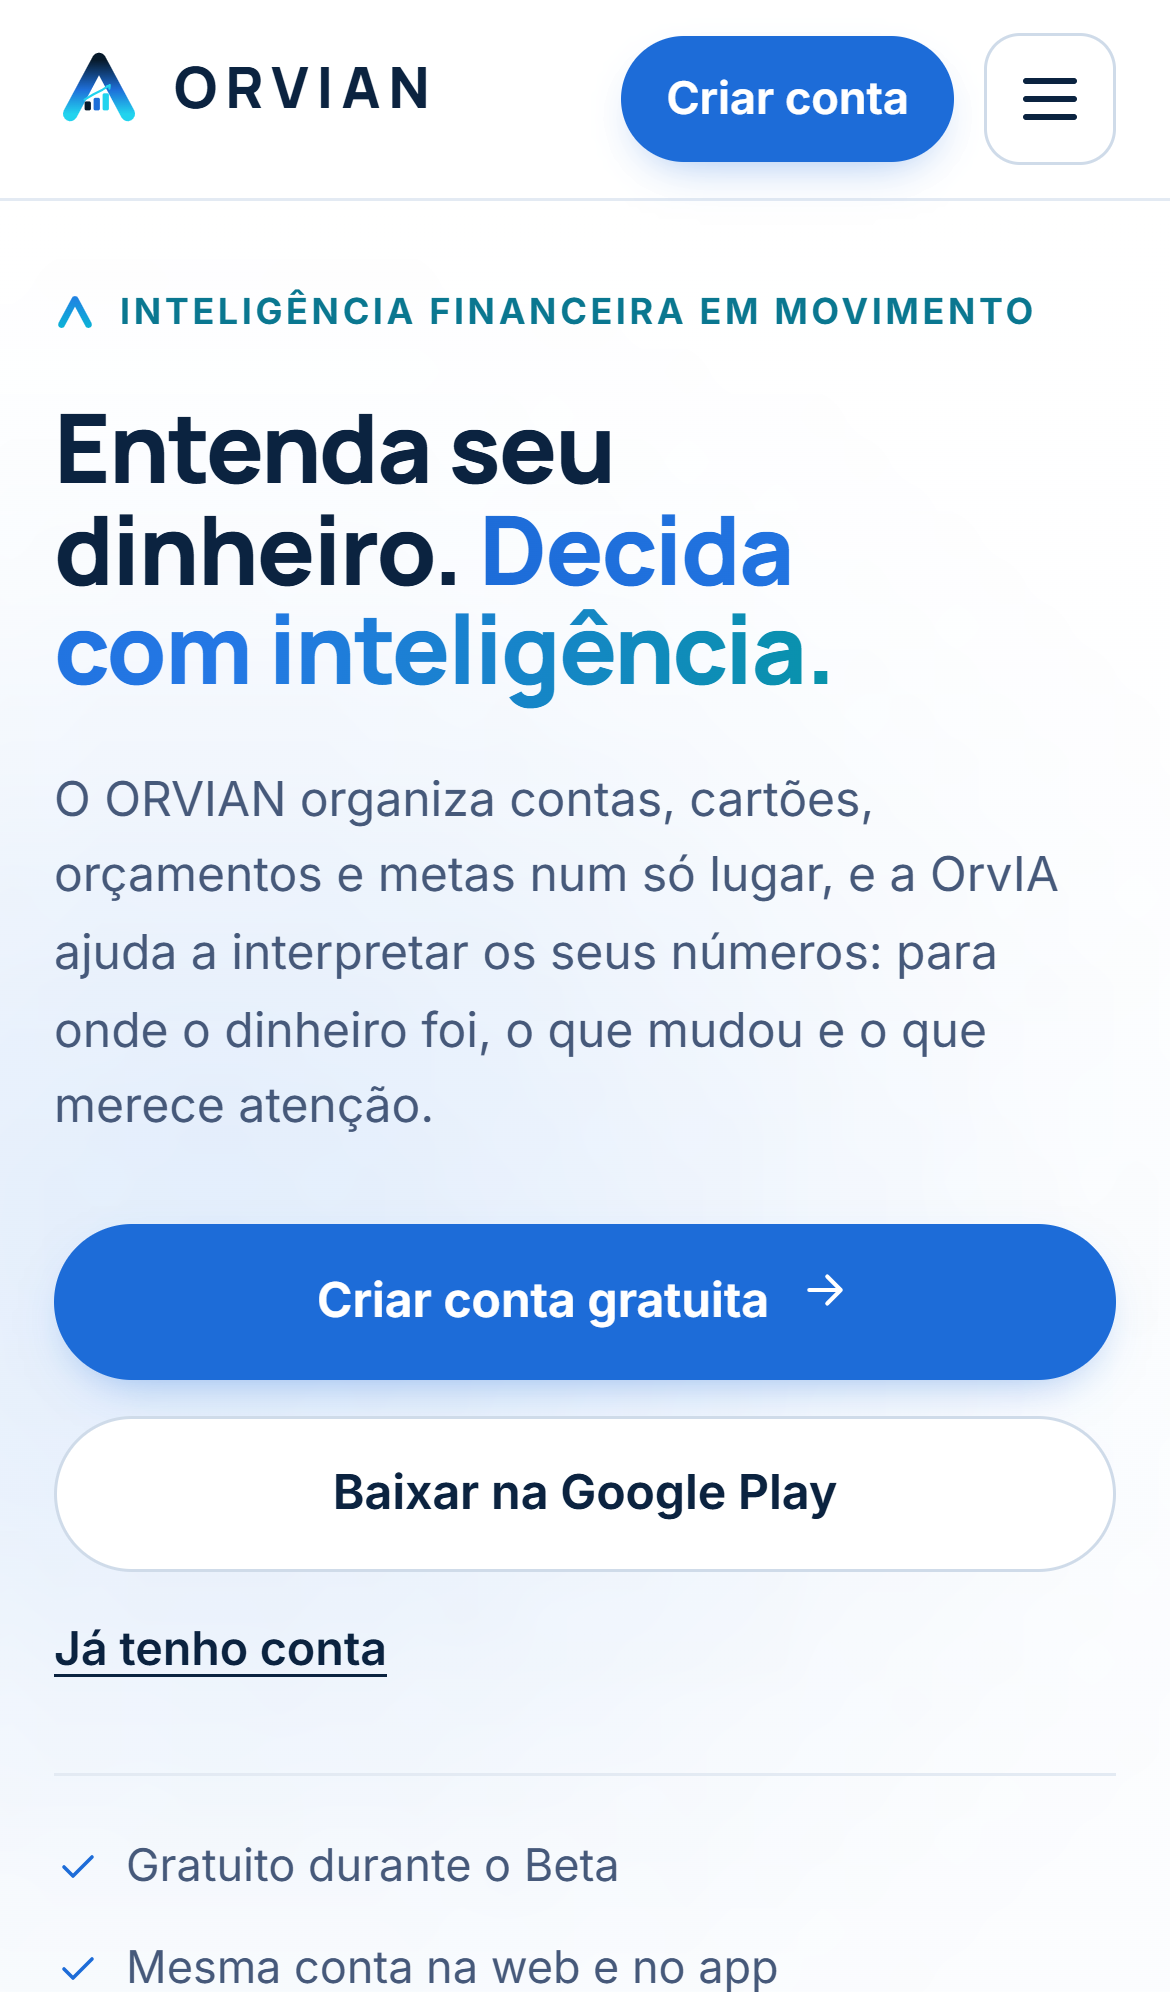 ORVIAN
Criar conta
INTELIGÊNCIA FINANCEIRA EM MOVIMENTO
Entenda seu
dinheiro. Decida
com inteligência.
O ORVIAN organiza contas, cartões,
orçamentos e metas num só lugar, e a OrvIA
ajuda a interpretar os seus números: para
onde o dinheiro foi, o que mudou e o que
merece atenção.
Criar conta gratuita →
Baixar na Google Play
Já tenho conta
Gratuito durante o Beta
Mesma conta na web e no app